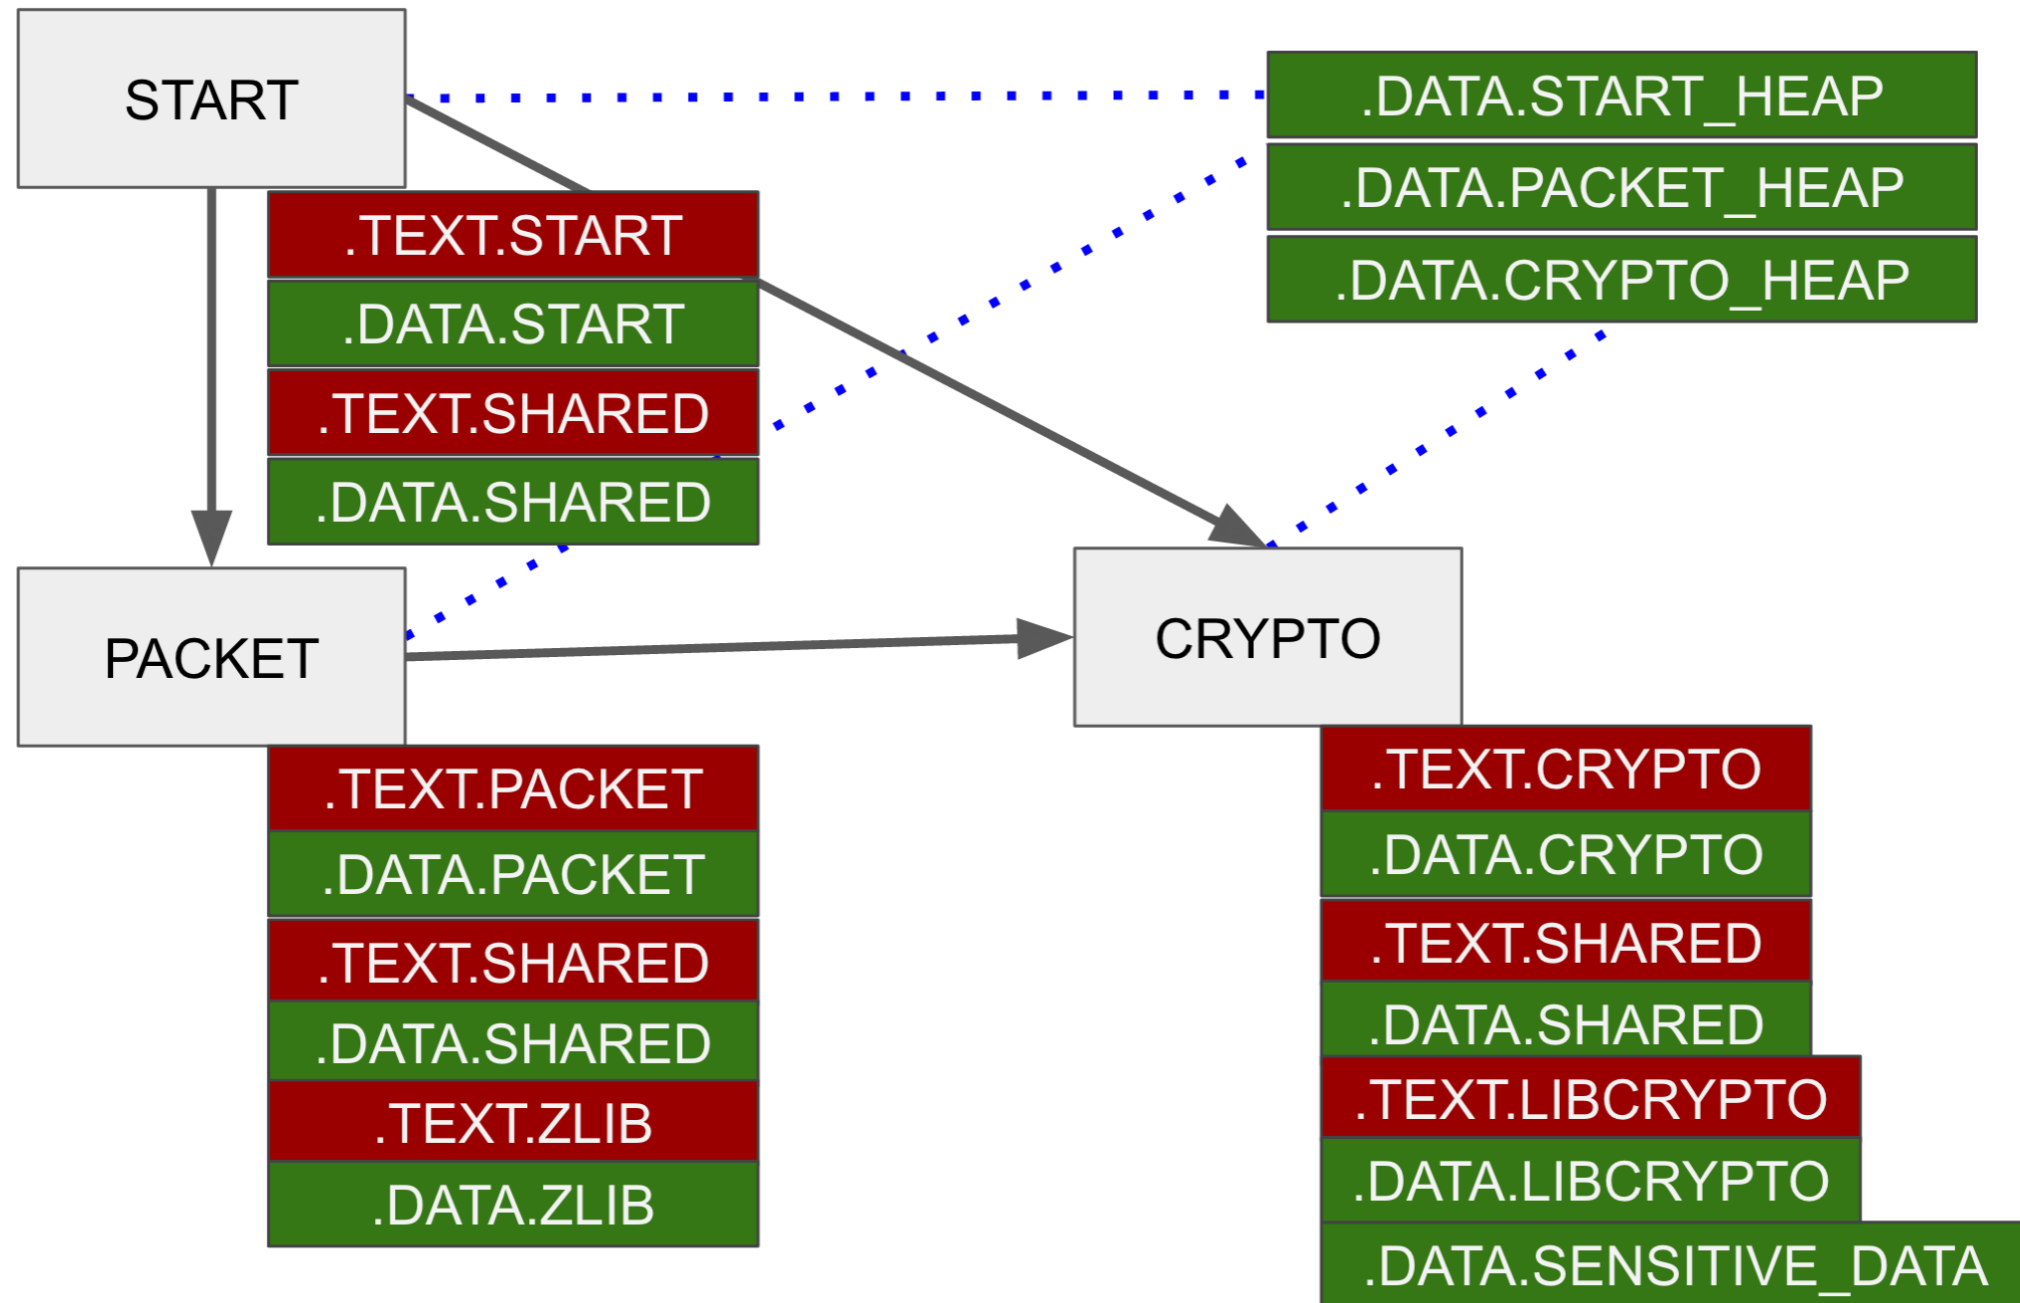 START
.DATA.START_HEAP
.DATA.PACKET_HEAP
.DATA.CRYPTO_HEAP
.TEXT.START
.DATA.START
.TEXT.SHARED
.DATA.SHARED
PACKET
CRYPTO
.TEXT.PACKET
.DATA.PACKET
.TEXT.SHARED
.DATA.SHARED
.TEXT.ZLIB
.DATA.ZLIB
.TEXT.CRYPTO
.DATA.CRYPTO
.TEXT.SHARED
.DATA.SHARED
.TEXT.LIBCRYPTO
.DATA.LIBCRYPTO
.DATA.SENSITIVE_DATA